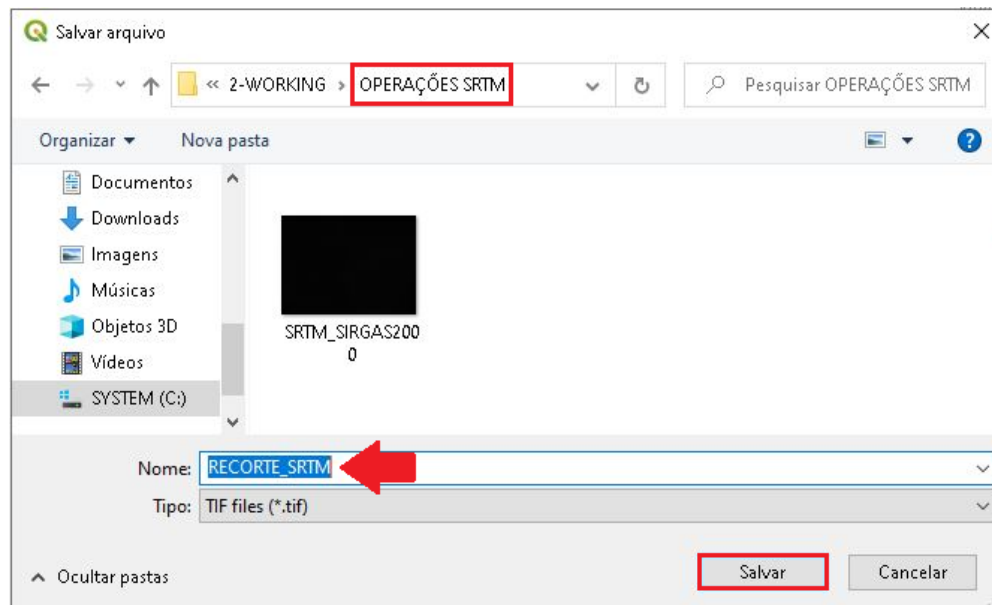 Salvar arquivo
« 2-WORKING › OPERAÇÕES SRTM
Pesquisar OPERAÇÕES SRTM
Organizar
Nova pasta
Documentos
Downloads
Imagens
Músicas
Objetos 3D
Vídeos
SYSTEM (C:)
SRTM_SIRGAS200
0
Nome: RECORTE_SRTM
Tipo: TIF files (*.tif)
Ocultar pastas
Salvar
Cancelar